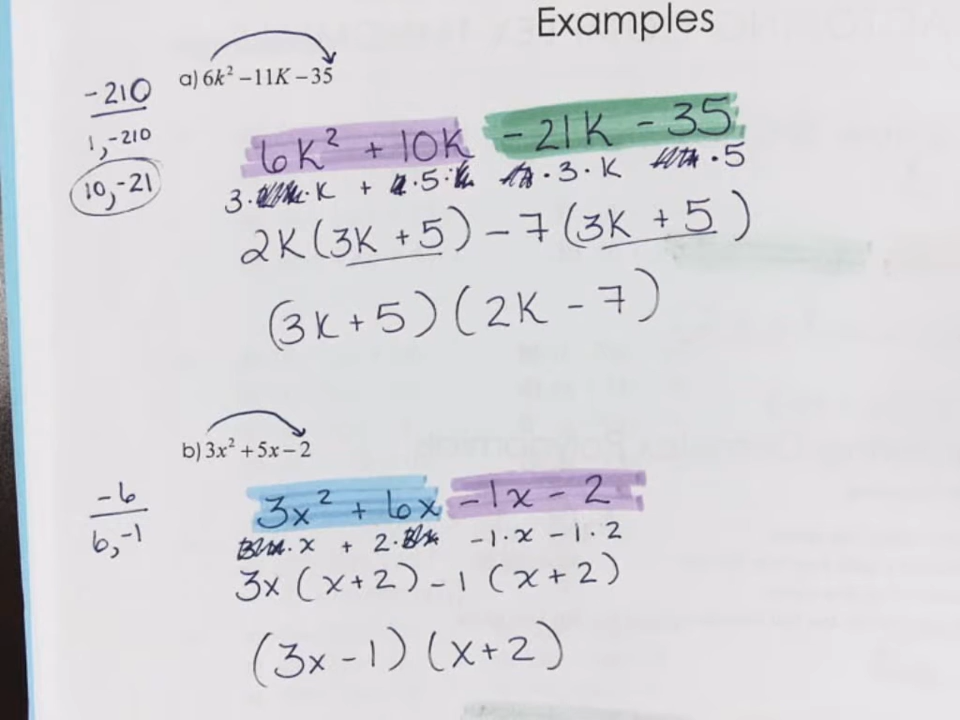 Examples
a) 6k² – 11K – 35
-210
1, -210
10, -21
6K² + 10K - 21K - 35
3 · K + · 5 · · 3 · K · 5
2K (3K + 5) - 7 (3K + 5)
(3K + 5) (2K - 7)
b) 3x² + 5x – 2
-6
6, -1
3x² + 6x - 1x - 2
· x + 2 · -1 · x - 1 · 2
3x (x + 2) - 1 (x + 2)
(3x - 1) (x + 2)